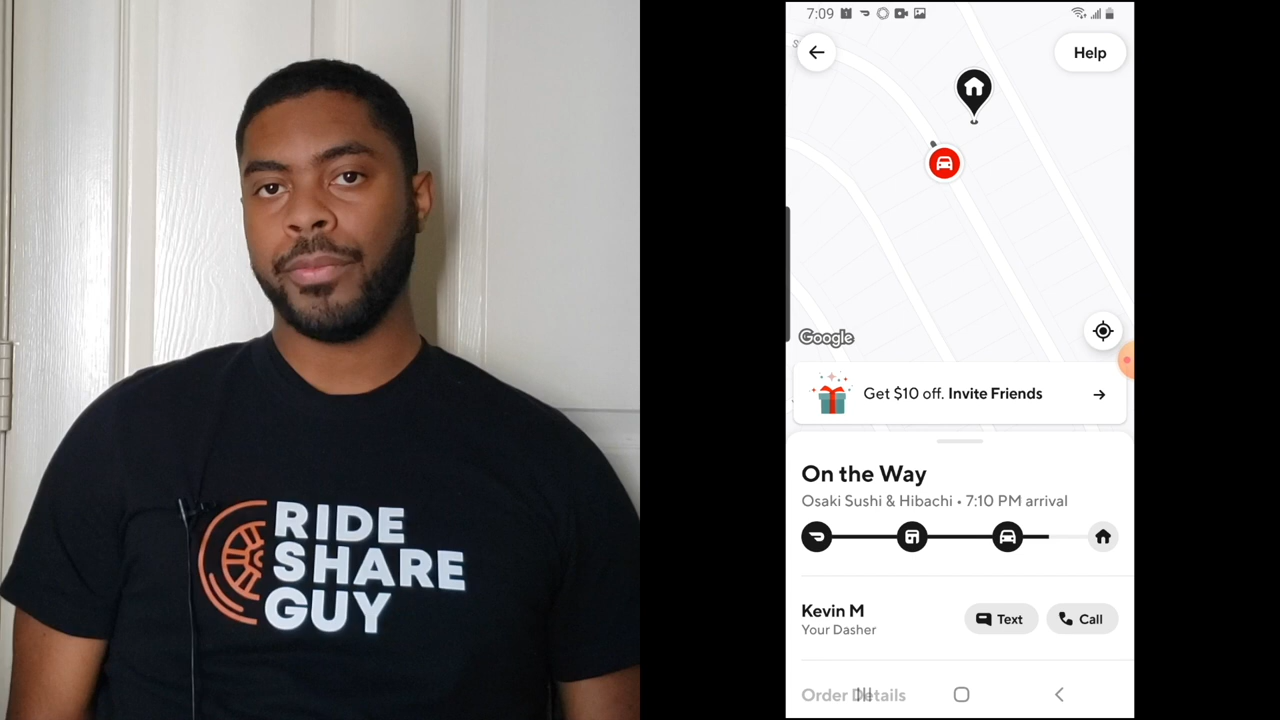 RIDE
SHARE
GUY
7:09
Help
Google
Get $10 off. Invite Friends
On the Way
Osaki Sushi & Hibachi • 7:10 PM arrival
Kevin M
Text
Call
Your Dasher
Order Details